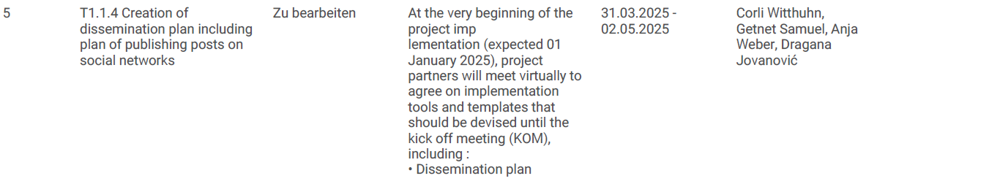 5
T1.1.4 Creation of
dissemination plan including
plan of publishing posts on
social networks
Zu bearbeiten
At the very beginning of the
project imp
lementation (expected 01
January 2025), project
partners will meet virtually to
agree on implementation
tools and templates that
should be devised until the
kick off meeting (KOM),
including :
• Dissemination plan
31.03.2025 -
02.05.2025
Corli Witthuhn,
Getnet Samuel, Anja
Weber, Dragana
Jovanović